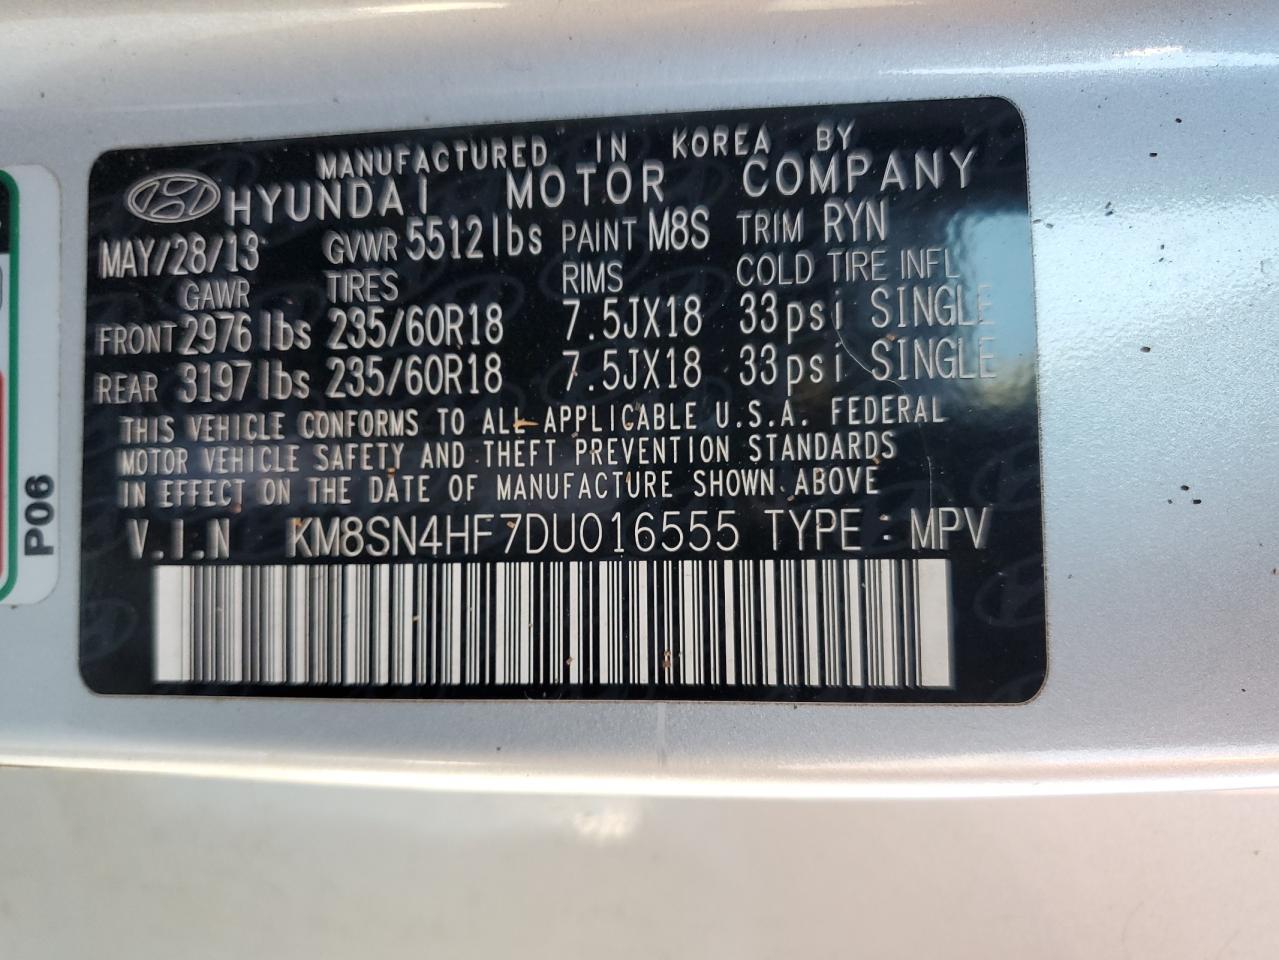 MANUFACTURED IN KOREA BY
HYUNDAI MOTOR COMPANY
MAY/28/13 GVWR 5512lbs PAINT M8S TRIM RYN
GAWR TIRES RIMS COLD TIRE INFL
FRONT 2976lbs 235/60R18 7.5JX18 33psi SINGLE
REAR 3197lbs 235/60R18 7.5JX18 33psi SINGLE
THIS VEHICLE CONFORMS TO ALL APPLICABLE U.S.A. FEDERAL
MOTOR VEHICLE SAFETY AND THEFT PREVENTION STANDARDS
IN EFFECT ON THE DATE OF MANUFACTURE SHOWN ABOVE
V.I.N KM8SN4HF7DU016555 TYPE : MPV
P06